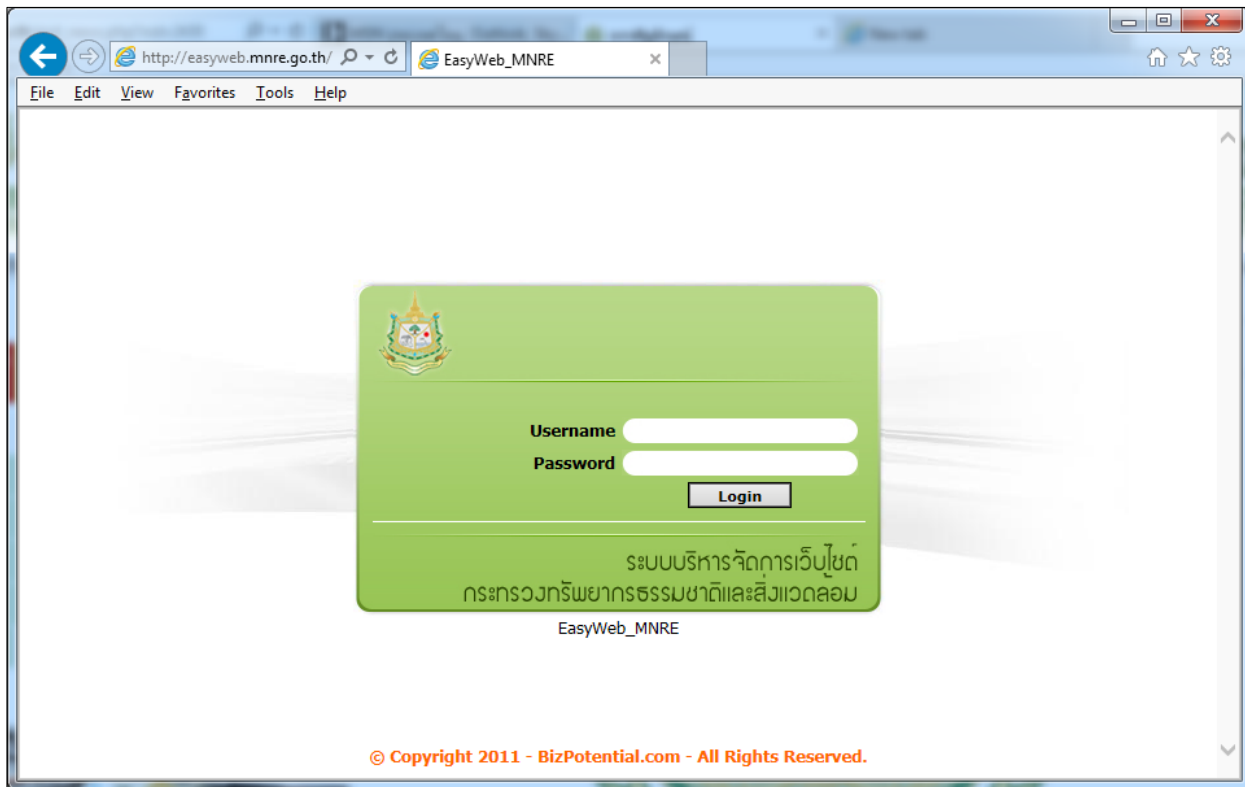 http://easyweb.mnre.go.th/
EasyWeb_MNRE
File Edit View Favorites Tools Help
Username
Password
Login
ระบบบริหารจัดการเว็บไซต์
กระทรวงทรัพยากรธรรมชาติและสิ่งแวดล้อม
EasyWeb_MNRE
© Copyright 2011 - BizPotential.com - All Rights Reserved.